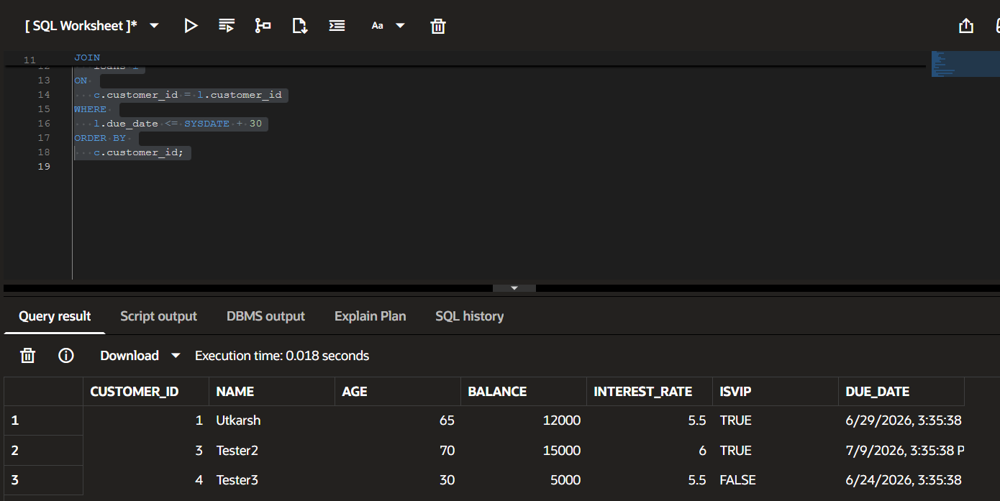 [ SQL Worksheet ]* Aa
11 JOIN
12 loans l
13 ON
14 c.customer_id = l.customer_id
15 WHERE
16 l.due_date <= SYSDATE + 30
17 ORDER BY
18 c.customer_id;
19
Query result Script output DBMS output Explain Plan SQL history
Download Execution time: 0.018 seconds
CUSTOMER_ID NAME AGE BALANCE INTEREST_RATE ISVIP DUE_DATE
1 1 Utkarsh 65 12000 5.5 TRUE 6/29/2026, 3:35:38
2 3 Tester2 70 15000 6 TRUE 7/9/2026, 3:35:38 P
3 4 Tester3 30 5000 5.5 FALSE 6/24/2026, 3:35:38